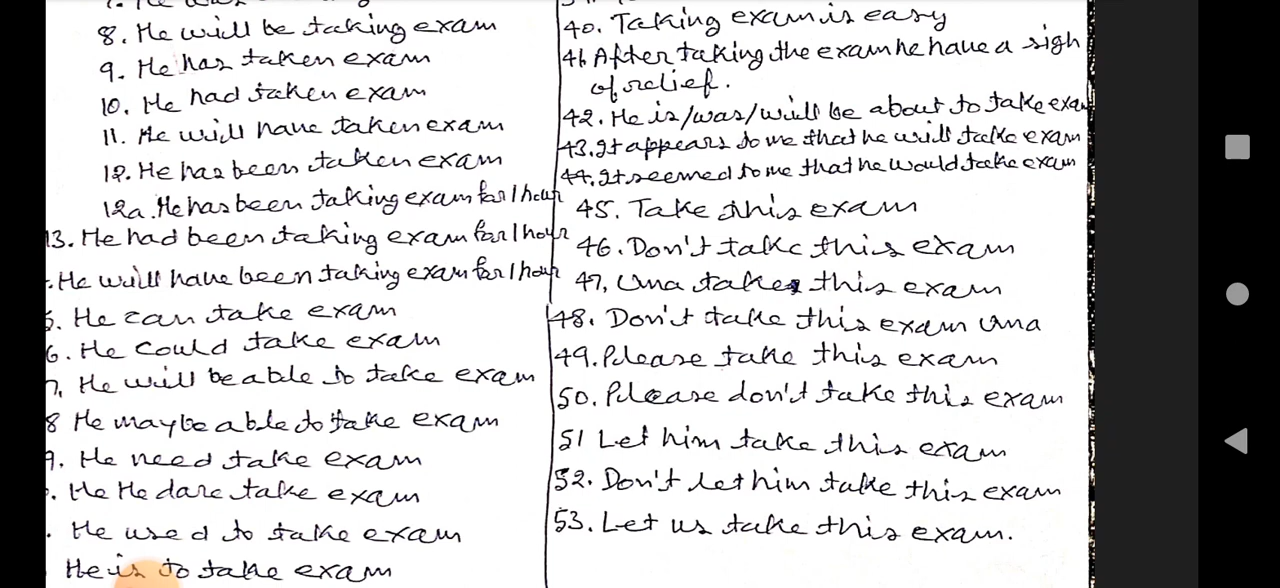 8. He will be taking exam
9. He has taken exam
10. He had taken exam
11. He will have taken exam
12. He has been taken exam
12a. He has been taking exam for 1 hour
13. He had been taking exam for 1 hour
. He will have been taking exam for 1 hour
5. He can take exam
6. He could take exam
7, He will be able to take exam
8 He may be able to take exam
9. He need take exam
. He He dare take exam
. He used to take exam
He is to take exam
40. Taking exam is easy
41. After taking the exam he have a sigh
of relief.
42. He is/was/will be about to take exam
43. It appears to me that he will take exam
44. It seemed to me that he would take exam
45. Take this exam
46. Don't take this exam
47, Uma take this exam
48. Don't take this exam Uma
49. Please take this exam
50. Please don't take this exam
51 Let him take this exam
52. Don't let him take this exam
53. Let us take this exam.